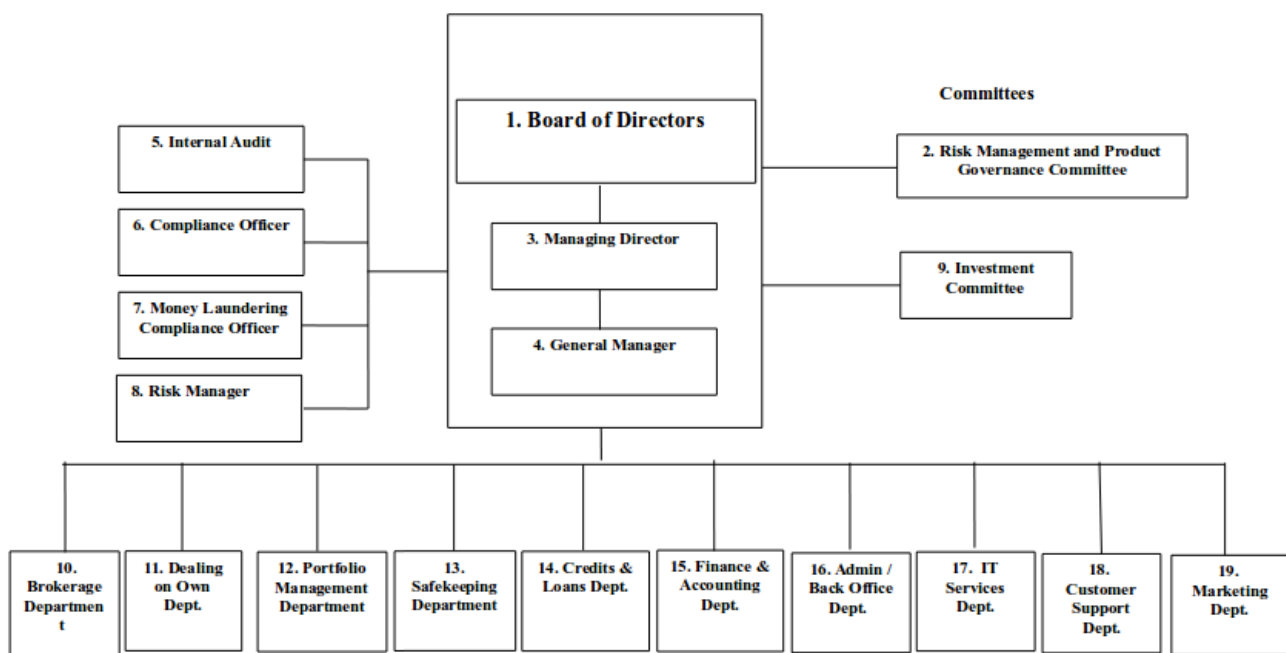 Committees
1. Board of Directors
5. Internal Audit
2. Risk Management and Product
Governance Committee
6. Compliance Officer
3. Managing Director
9. Investment
Committee
7. Money Laundering
Compliance Officer
4. General Manager
8. Risk Manager
10.
Brokerage
Departmen
t
11. Dealing
on Own
Dept.
12. Portfolio
Management
Department
13.
Safekeeping
Department
14. Credits &
Loans Dept.
15. Finance &
Accounting
Dept.
16. Admin /
Back Office
Dept.
17. IT
Services
Dept.
18.
Customer
Support
Dept.
19.
Marketing
Dept.